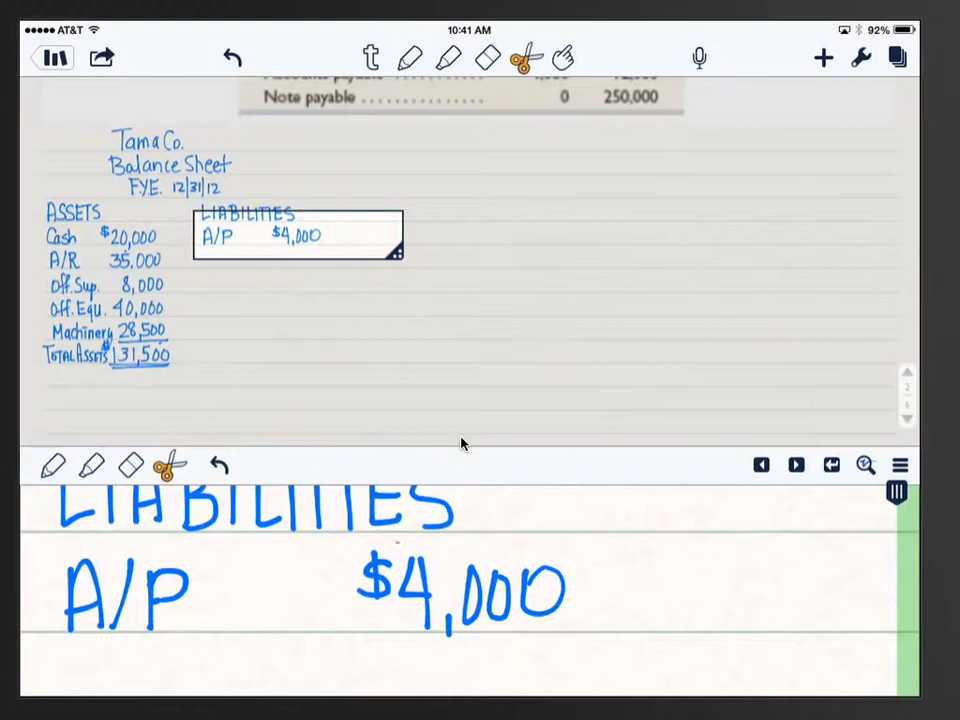 AT&T 10:41 AM 92%
Note payable .................. 0 250,000
Tama Co.
Balance Sheet
F.Y.E. 12/31/12
ASSETS LIABILITIES
Cash $20,000 A/P $4,000
A/R 35,000
Off. Sup. 8,000
Off. Equ. 40,000
Machinery 28,500
TOTAL ASSETS $131,500
2
6
LIABILITIES
A/P $4,000